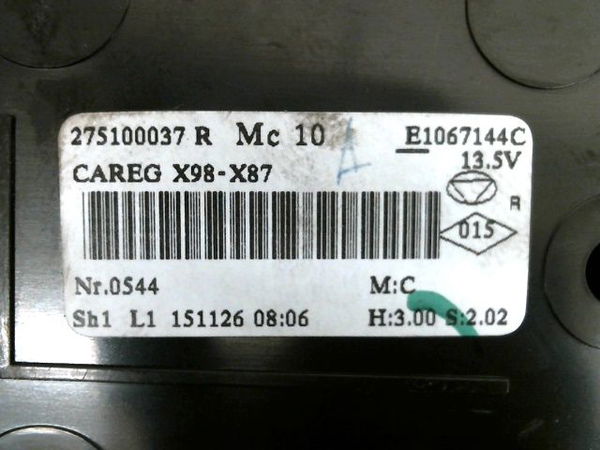 275100037 R Mc 10 E1067144C
CAREG X98-X87 13.5V
R
015
Nr.0544 M:C
Sh1 L1 151126 08:06 H:3.00 S:2.02